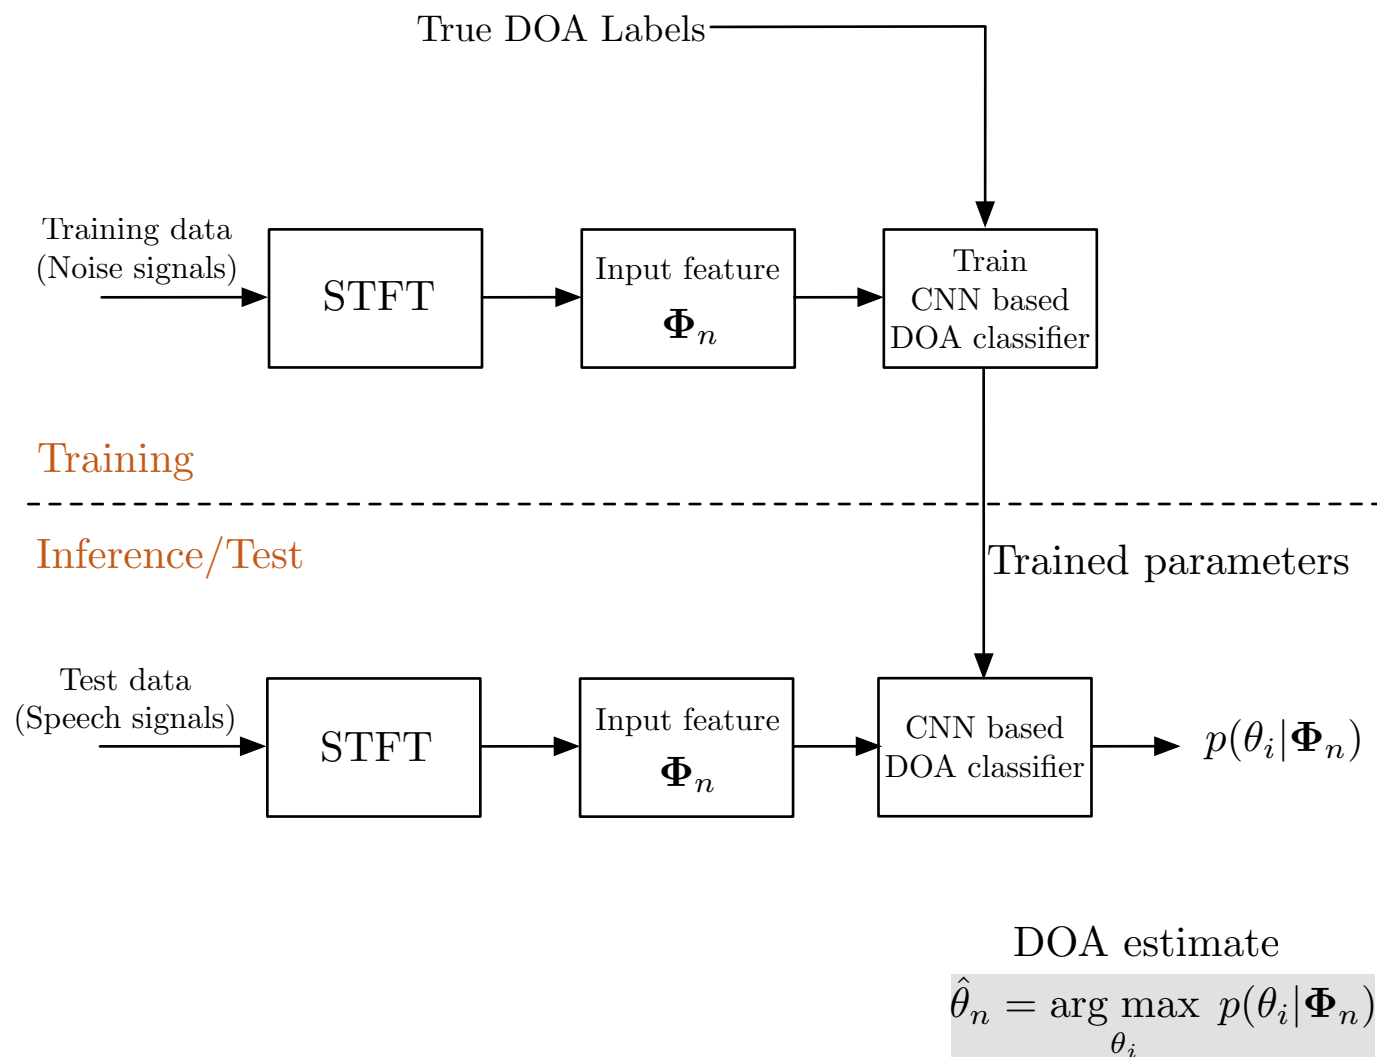 True DOA Labels
Training data
(Noise signals)
STFT
Input feature
𝚽ₙ
Train
CNN based
DOA classifier
Training
Inference/Test
Trained parameters
Test data
(Speech signals)
STFT
Input feature
𝚽ₙ
CNN based
DOA classifier
p(θᵢ|𝚽ₙ)
DOA estimate
θ̂ₙ = arg max p(θᵢ|𝚽ₙ)
θᵢ